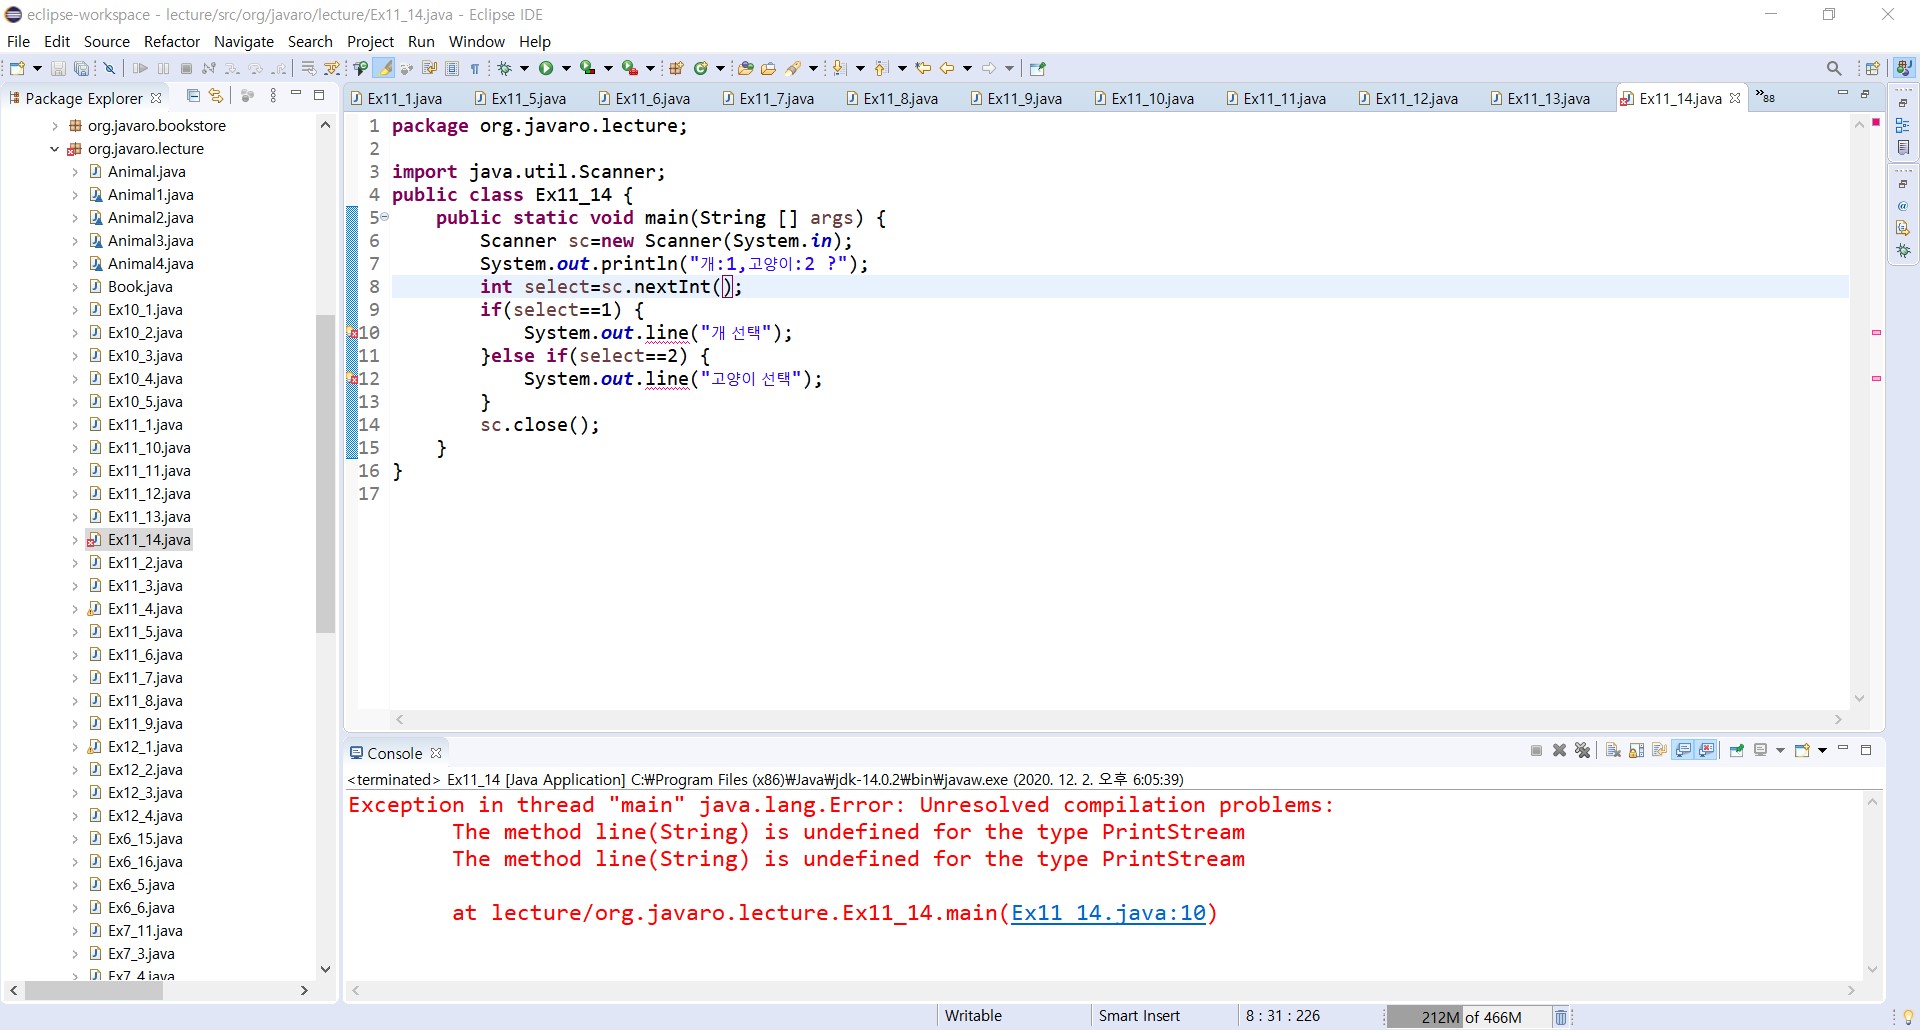 eclipse-workspace - lecture/src/org/javaro/lecture/Ex11_14.java - Eclipse IDE
File Edit Source Refactor Navigate Search Project Run Window Help
Package Explorer
org.javaro.bookstore
org.javaro.lecture
Animal.java
Animal1.java
Animal2.java
Animal3.java
Animal4.java
Book.java
Ex10_1.java
Ex10_2.java
Ex10_3.java
Ex10_4.java
Ex10_5.java
Ex11_1.java
Ex11_10.java
Ex11_11.java
Ex11_12.java
Ex11_13.java
Ex11_14.java
Ex11_2.java
Ex11_3.java
Ex11_4.java
Ex11_5.java
Ex11_6.java
Ex11_7.java
Ex11_8.java
Ex11_9.java
Ex12_1.java
Ex12_2.java
Ex12_3.java
Ex12_4.java
Ex6_15.java
Ex6_16.java
Ex6_5.java
Ex6_6.java
Ex7_11.java
Ex7_3.java
Ex7_4.java
Ex11_1.java Ex11_5.java Ex11_6.java Ex11_7.java Ex11_8.java Ex11_9.java Ex11_10.java Ex11_11.java Ex11_12.java Ex11_13.java Ex11_14.java »88
1 package org.javaro.lecture;
2
3 import java.util.Scanner;
4 public class Ex11_14 {
5 public static void main(String [] args) {
6 Scanner sc=new Scanner(System.in);
7 System.out.println("개:1,고양이:2 ?");
8 int select=sc.nextInt();
9 if(select==1) {
10 System.out.line("개 선택");
11 }else if(select==2) {
12 System.out.line("고양이 선택");
13 }
14 sc.close();
15 }
16 }
17
Console
<terminated> Ex11_14 [Java Application] C:₩Program Files (x86)₩Java₩jdk-14.0.2₩bin₩javaw.exe (2020. 12. 2. 오후 6:05:39)
Exception in thread "main" java.lang.Error: Unresolved compilation problems:
The method line(String) is undefined for the type PrintStream
The method line(String) is undefined for the type PrintStream
at lecture/org.javaro.lecture.Ex11_14.main(Ex11_14.java:10)
Writable Smart Insert 8 : 31 : 226 212M of 466M